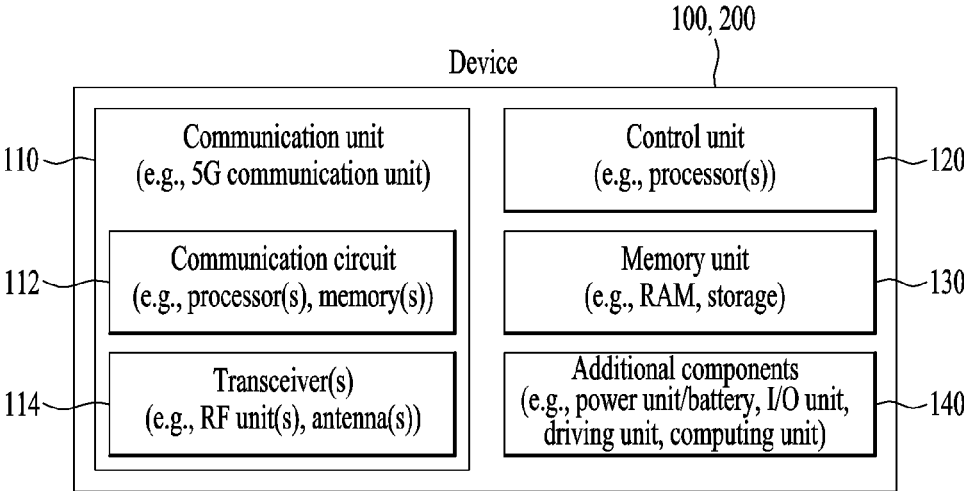 100, 200
Device
110
Communication unit
(e.g., 5G communication unit)
112
Communication circuit
(e.g., processor(s), memory(s))
114
Transceiver(s)
(e.g., RF unit(s), antenna(s))
Control unit
(e.g., processor(s))
120
Memory unit
(e.g., RAM, storage)
130
Additional components
(e.g., power unit/battery, I/O unit,
driving unit, computing unit)
140